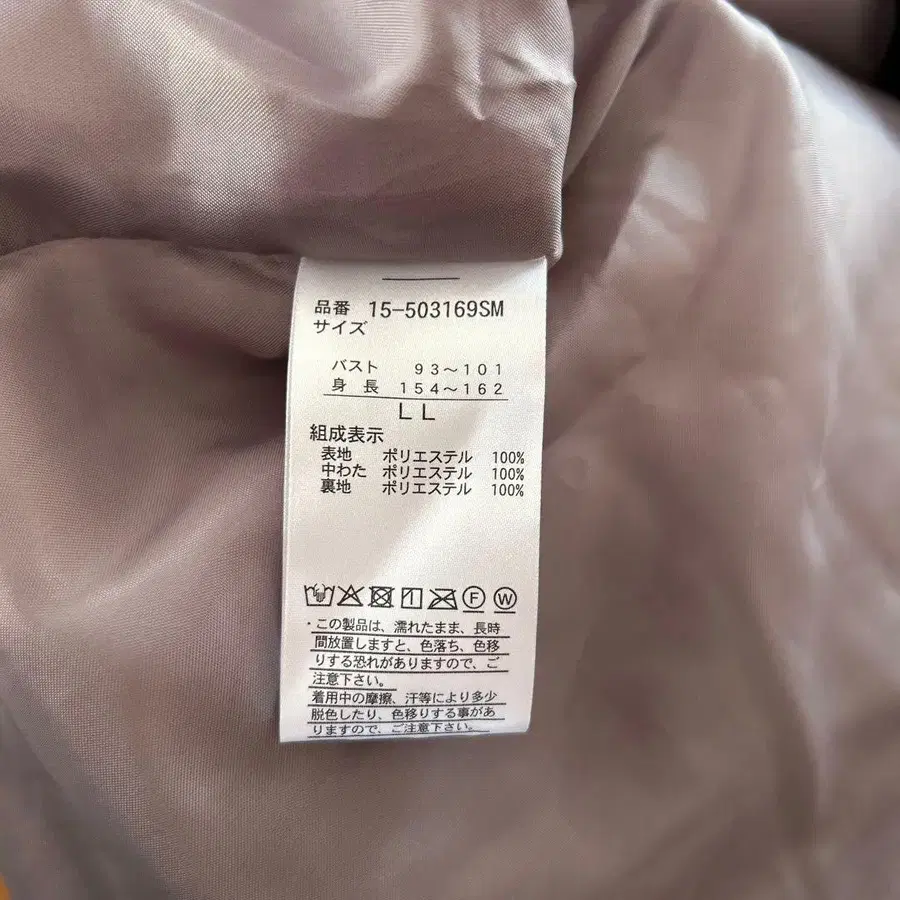 品番 15-503169SM
サイズ
バスト 93～101
身長 154～162
LL
組成表示
表地 ポリエステル 100%
中わた ポリエステル 100%
裏地 ポリエステル 100%
F W
・この製品は、濡れたまま、長時
間放置しますと、色落ち、色移
りする恐れがありますので、ご
注意下さい。
着用中の摩擦、汗等により多少
脱色したり、色移りする事があ
りますので、ご注意下さい。